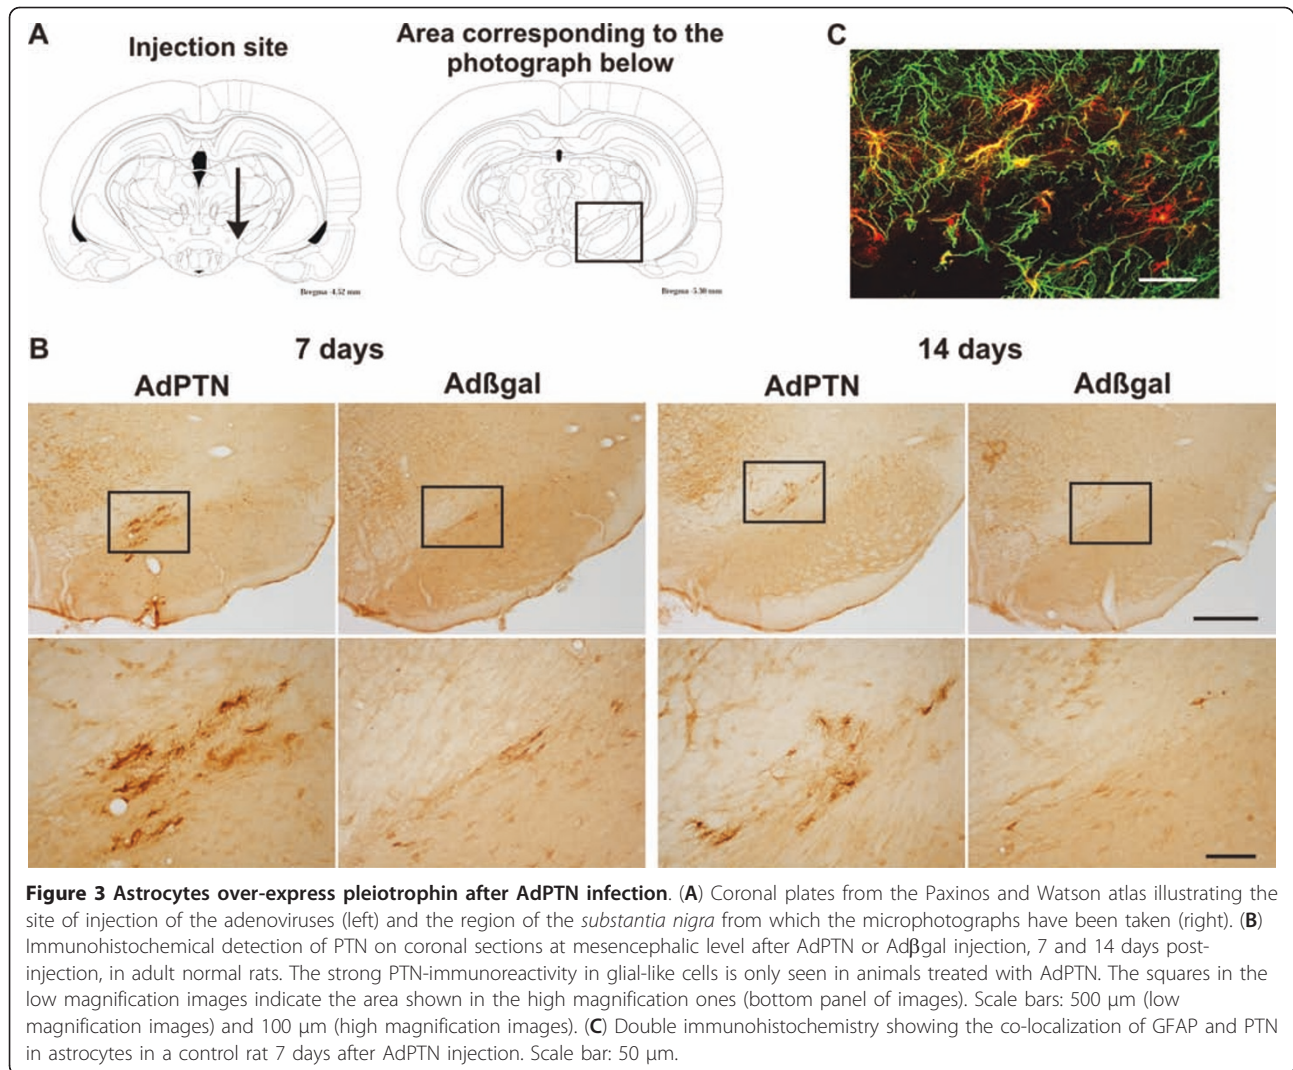 A
Injection site
Area corresponding to the
photograph below
C
Bregma -4.52 mm
Bregma -5.30 mm
B
7 days
14 days
AdPTN
Adßgal
AdPTN
Adßgal
Figure 3 Astrocytes over-express pleiotrophin after AdPTN infection. (A) Coronal plates from the Paxinos and Watson atlas illustrating the
site of injection of the adenoviruses (left) and the region of the substantia nigra from which the microphotographs have been taken (right). (B)
Immunohistochemical detection of PTN on coronal sections at mesencephalic level after AdPTN or Adβgal injection, 7 and 14 days post-
injection, in adult normal rats. The strong PTN-immunoreactivity in glial-like cells is only seen in animals treated with AdPTN. The squares in the
low magnification images indicate the area shown in the high magnification ones (bottom panel of images). Scale bars: 500 μm (low
magnification images) and 100 μm (high magnification images). (C) Double immunohistochemistry showing the co-localization of GFAP and PTN
in astrocytes in a control rat 7 days after AdPTN injection. Scale bar: 50 μm.